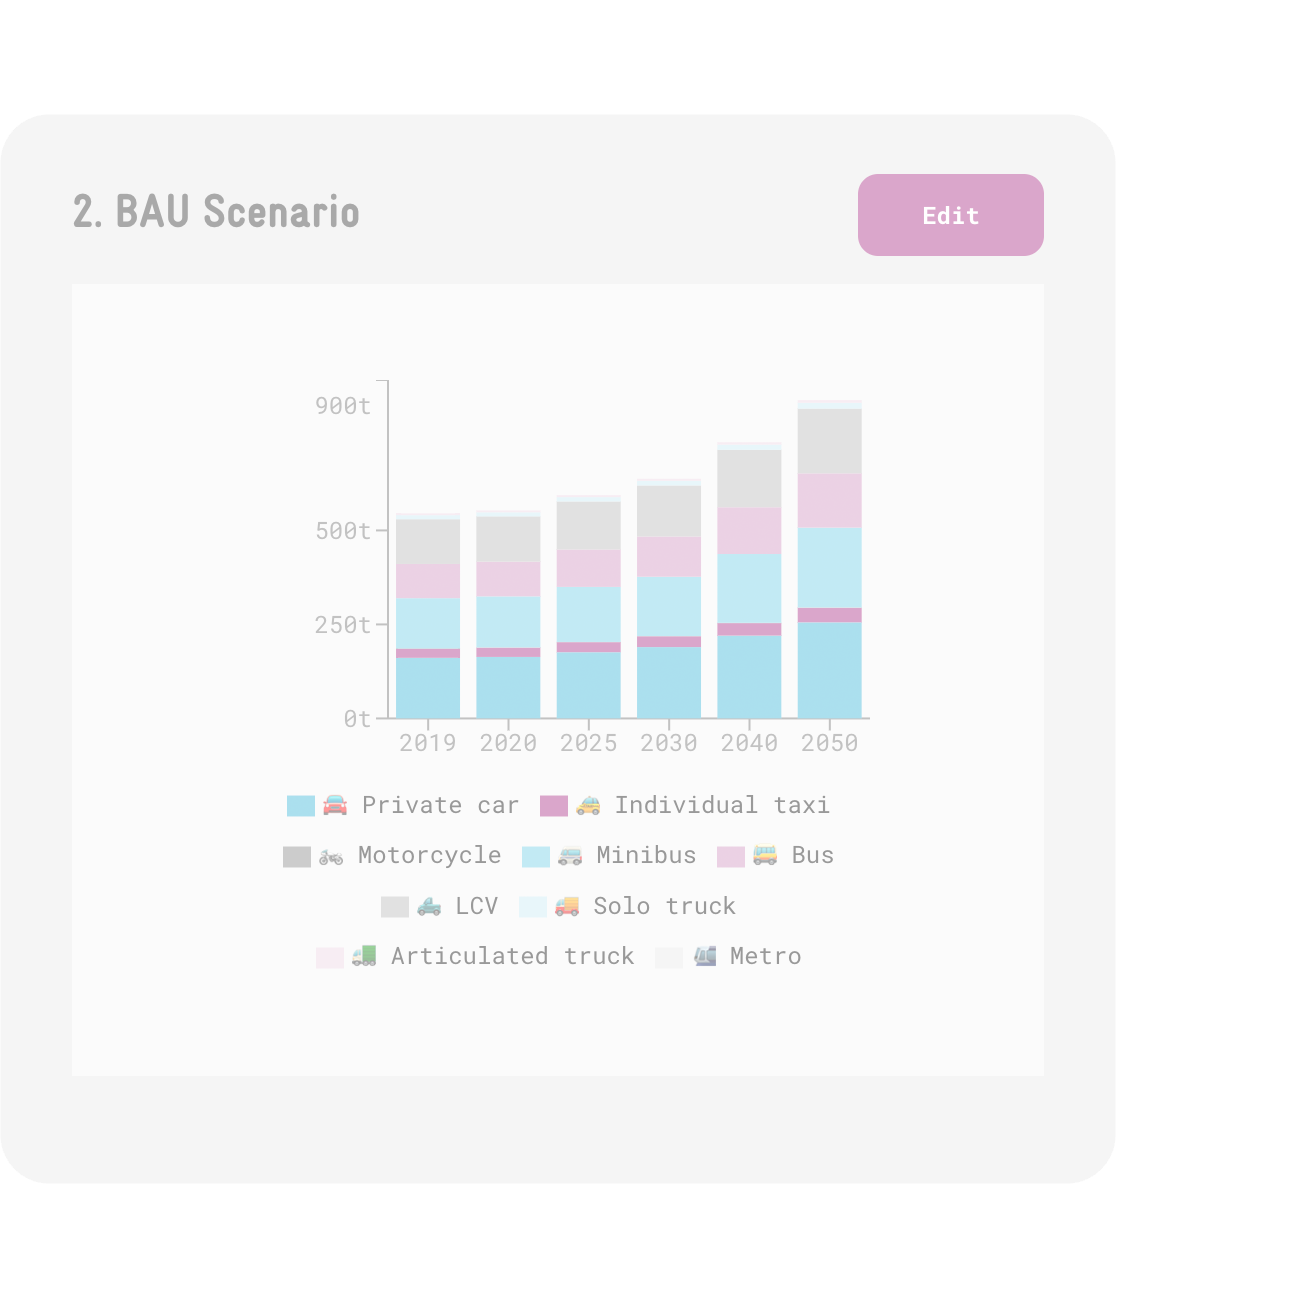 2. BAU Scenario
Edit
900t
500t
250t
0t
2019 2020 2025 2030 2040 2050
Private car Individual taxi
Motorcycle Minibus Bus
LCV Solo truck
Articulated truck Metro